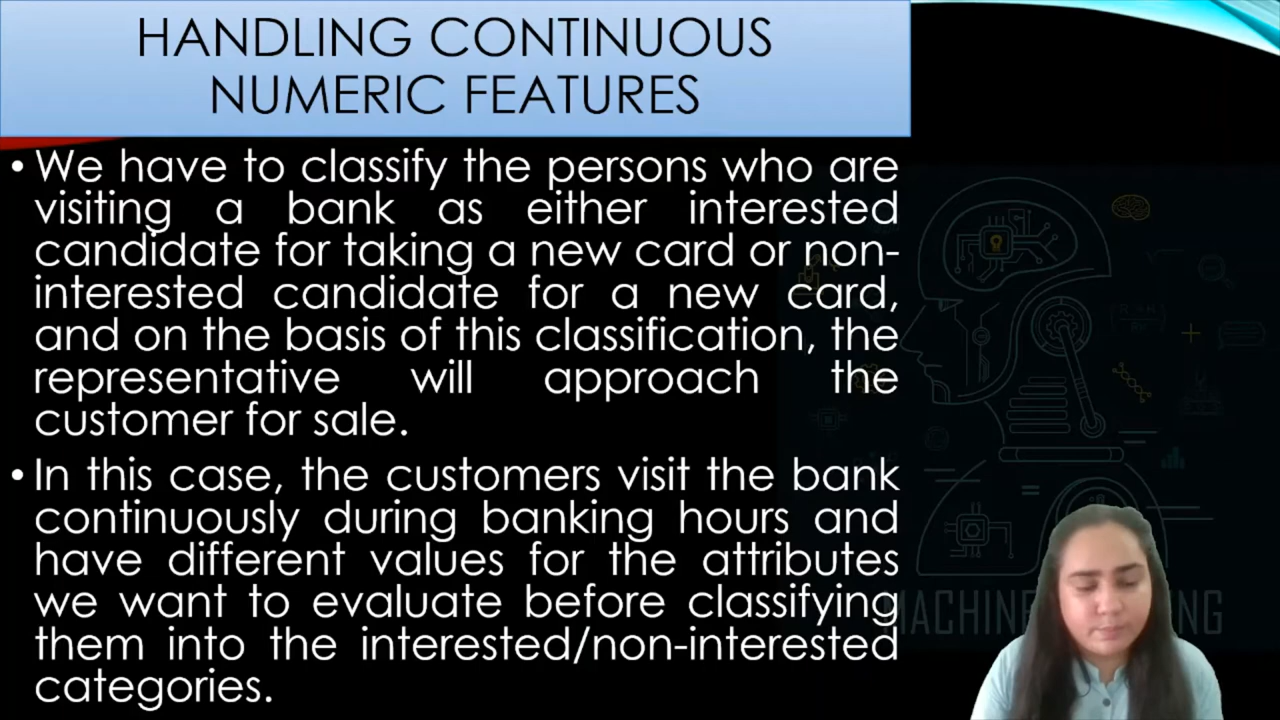 HANDLING CONTINUOUS
NUMERIC FEATURES
• We have to classify the persons who are
visiting a bank as either interested
candidate for taking a new card or non-
interested candidate for a new card,
and on the basis of this classification, the
representative will approach the
customer for sale.
• In this case, the customers visit the bank
continuously during banking hours and
have different values for the attributes
we want to evaluate before classifying
them into the interested/non-interested
categories.